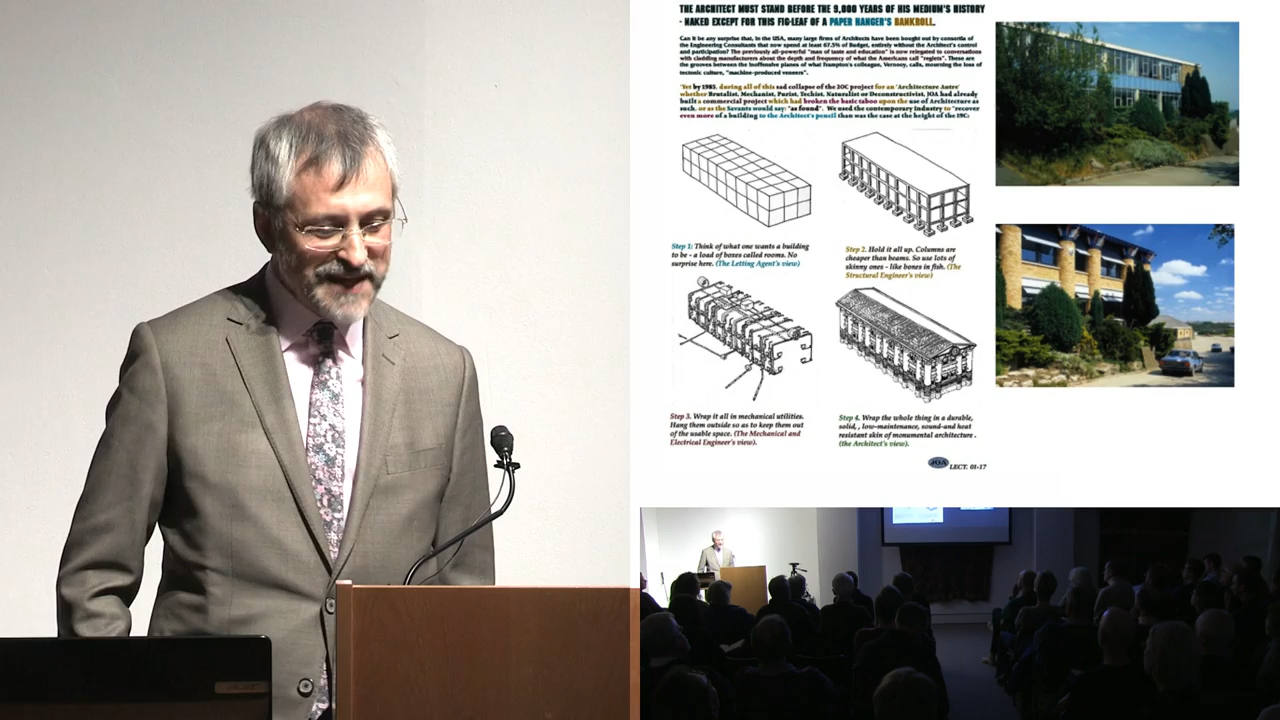 THE ARCHITECT MUST STAND BEFORE THE 9,000 YEARS OF HIS MEDIUM'S HISTORY
- NAKED EXCEPT FOR THIS FIG-LEAF OF A PAPER HANGER'S BANKROLL.
Can it be any surprise that, in the USA, many large firms of Architects have been bought out by consortia of
the Engineering Consultants that now spend at least 67.5% of Budget, entirely without the Architect's control
and participation? The previously all-powerful "man of taste and education" is now relegated to conversations
with cladding manufacturers about the depth and frequency of what the Americans call "reglets". These are
the grooves between the inoffensive planes of what Frampton's colleague, Vernooy, calls, mourning the loss of
tectonic culture, "machine-produced veneers".
'Yet by 1985, during all of this sad collapse of the 20C project for an 'Architecture Autre'
whether Brutalist, Mechanist, Purist, Techist, Naturalist or Deconstructivist, JOA had already
built a commercial project which had broken the basic taboo upon the use of Architecture as
such, or as the Savants would say: "as found". We used the contemporary industry to "recover
even more of a building to the Architect's pencil than was the case at the height of the 19C:
Step 1: Think of what one wants a building
to be - a load of boxes called rooms. No
surprise here. (The Letting Agent's view)
Step 2. Hold it all up. Columns are
cheaper than beams. So use lots of
skinny ones - like bones in fish. (The
Structural Engineer's view)
Step 3. Wrap it all in mechanical utilities.
Hang them outside so as to keep them out
of the usable space. (The Mechanical and
Electrical Engineer's view).
Step 4. Wrap the whole thing in a durable,
solid, , low-maintenance, sound-and heat
resistant skin of monumental architecture .
(the Architect's view).
JOA LECT. 01-17